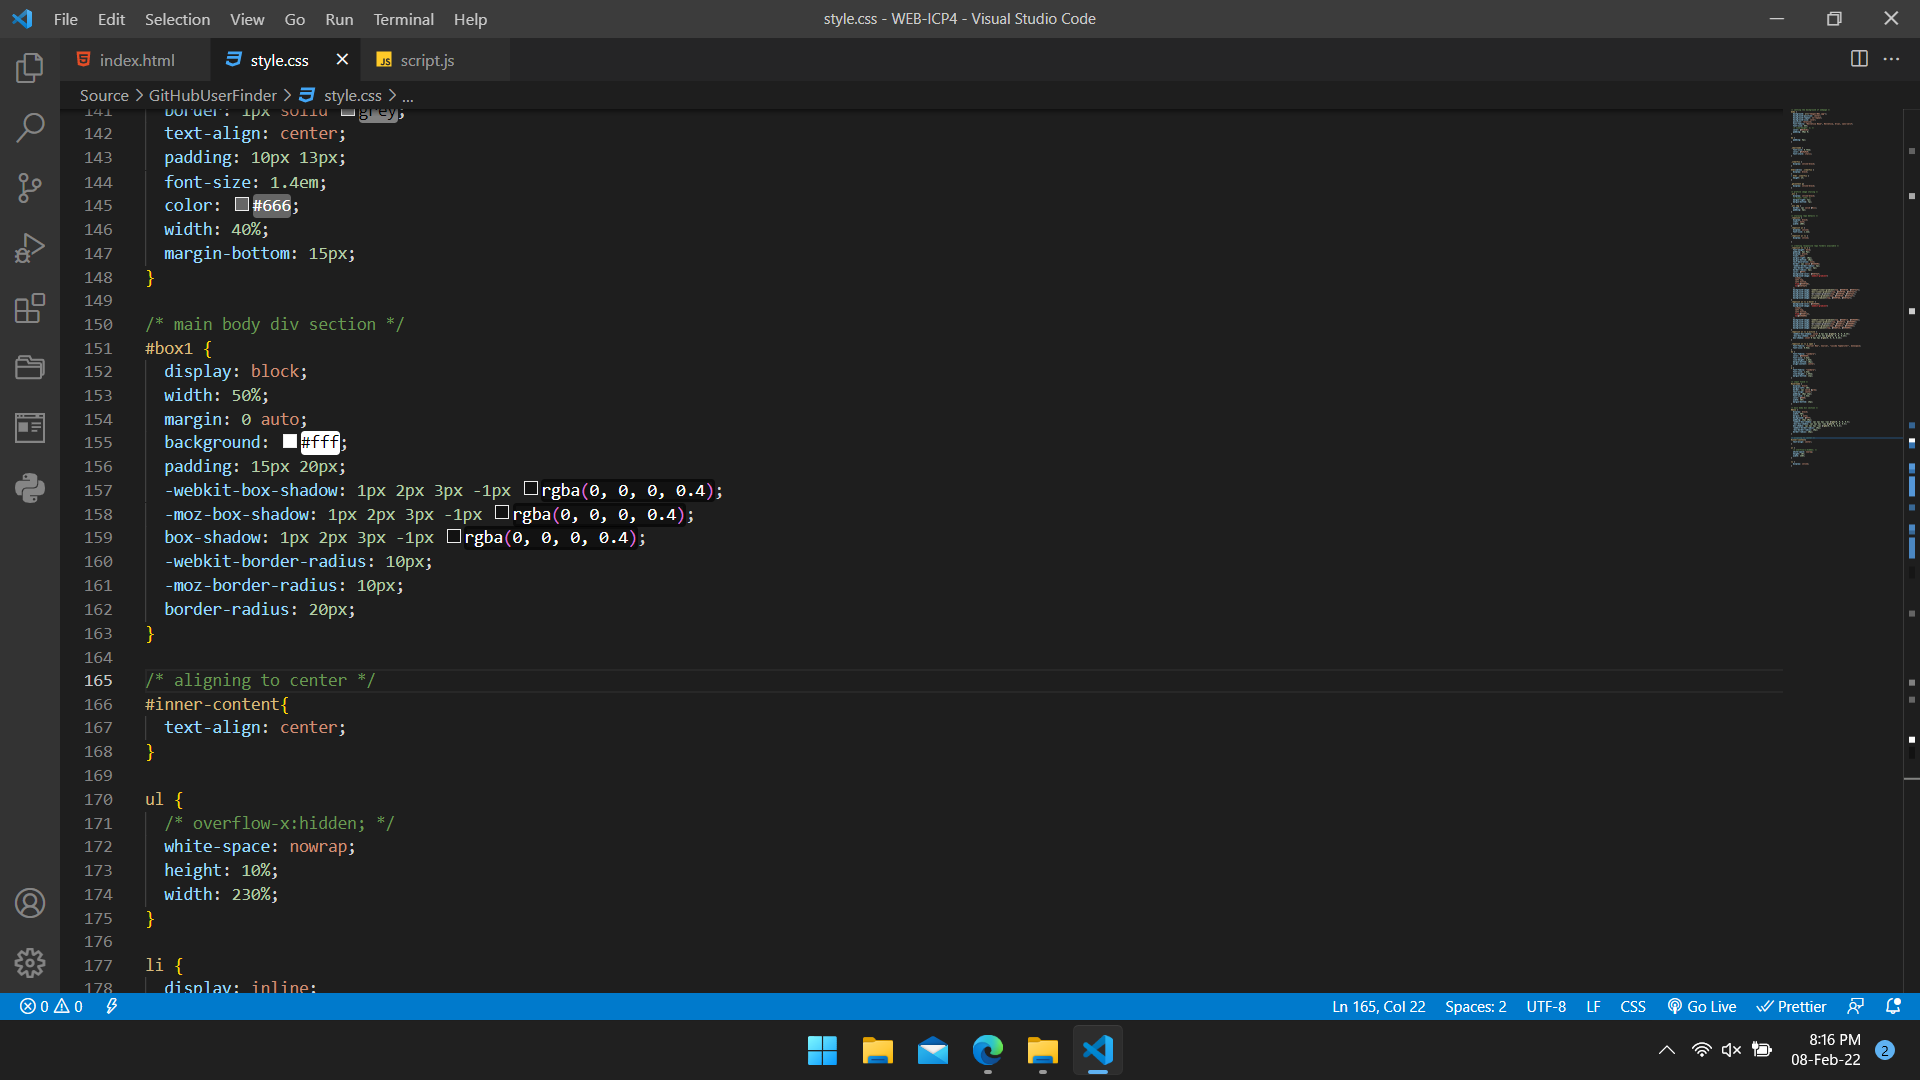 File Edit Selection View Go Run Terminal Help
style.css - WEB-ICP4 - Visual Studio Code
index.html
style.css
script.js
Source > GitHubUserFinder > style.css > ...
141 border: 1px solid grey;
142 text-align: center;
143 padding: 10px 13px;
144 font-size: 1.4em;
145 color: #666;
146 width: 40%;
147 margin-bottom: 15px;
148 }
149
150 /* main body div section */
151 #box1 {
152 display: block;
153 width: 50%;
154 margin: 0 auto;
155 background: #fff;
156 padding: 15px 20px;
157 -webkit-box-shadow: 1px 2px 3px -1px rgba(0, 0, 0, 0.4);
158 -moz-box-shadow: 1px 2px 3px -1px rgba(0, 0, 0, 0.4);
159 box-shadow: 1px 2px 3px -1px rgba(0, 0, 0, 0.4);
160 -webkit-border-radius: 10px;
161 -moz-border-radius: 10px;
162 border-radius: 20px;
163 }
164
165 /* aligning to center */
166 #inner-content{
167 text-align: center;
168 }
169
170 ul {
171 /* overflow-x:hidden; */
172 white-space: nowrap;
173 height: 10%;
174 width: 230%;
175 }
176
177 li {
178 display: inline;
0 0
Ln 165, Col 22 Spaces: 2 UTF-8 LF CSS Go Live Prettier
8:16 PM
08-Feb-22
2